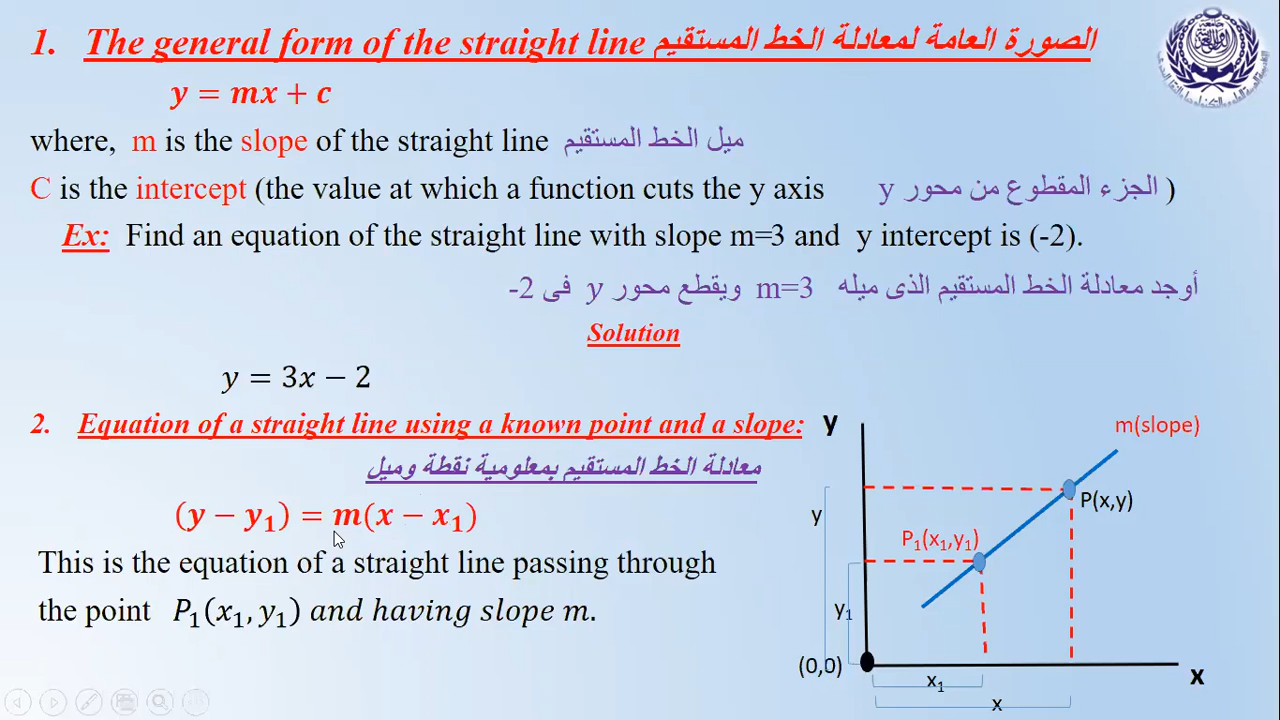 1. The general form of the straight line الصورة العامة لمعادلة الخط المستقيم
y = mx + c
where, m is the slope of the straight line ميل الخط المستقيم
C is the intercept (the value at which a function cuts the y axis الجزء المقطوع من محور y )
Ex: Find an equation of the straight line with slope m=3 and y intercept is (-2).
أوجد معادلة الخط المستقيم الذى ميله m=3 ويقطع محور y فى 2-
Solution
y = 3x − 2
2. Equation of a straight line using a known point and a slope:
معادلة الخط المستقيم بمعلومية نقطة وميل
(y − y₁) = m(x − x₁)
This is the equation of a straight line passing through
the point P₁(x₁, y₁) and having slope m.
y
m(slope)
P(x,y)
y
P₁(x₁,y₁)
y₁
(0,0)
x
x₁
x